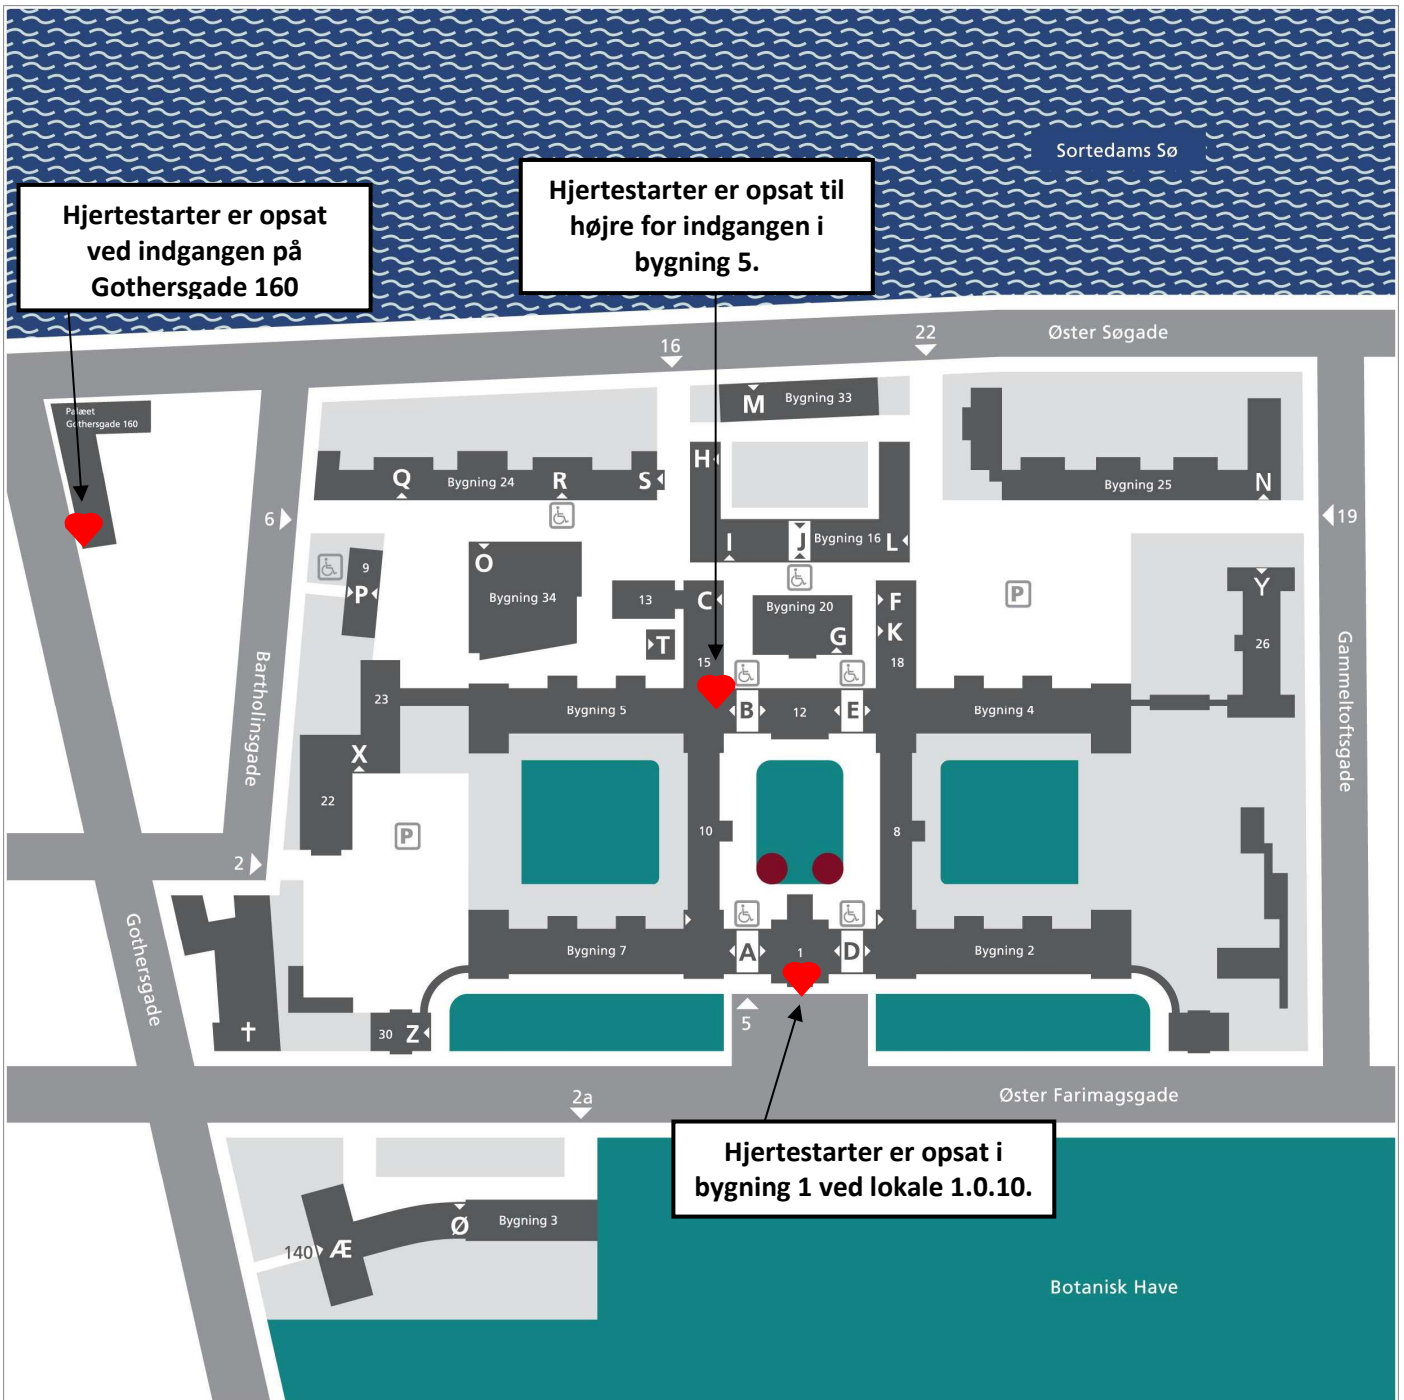 Sortedams Sø
Hjertestarter er opsat
ved indgangen på
Gothersgade 160
Hjertestarter er opsat til
højre for indgangen i
bygning 5.
22
Øster Søgade
16
Palæet
Gothersgade 160
M
Bygning 33
H
Q
Bygning 24
R
S
Bygning 25
N
6
19
I
J
Bygning 16
L
O
9
P
Bygning 34
13
C
Bygning 20
F
P
Y
T
G
K
15
18
26
Bartholinsgade
Gammeltoftsgade
23
Bygning 5
B
12
E
Bygning 4
X
22
P
10
8
2
Gothersgade
Bygning 7
A
1
D
Bygning 2
5
30
Z
2a
Øster Farimagsgade
Hjertestarter er opsat i
bygning 1 ved lokale 1.0.10.
Ø
Bygning 3
140
Æ
Botanisk Have